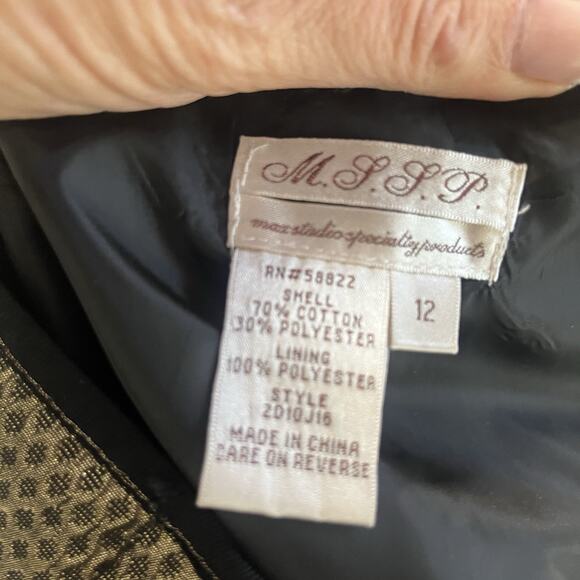 M.S.S.P.
max studio specialty products
RN#58822
SHELL
70% COTTON
30% POLYESTER
LINING
100% POLYESTER
STYLE
2D10J16
MADE IN CHINA
CARE ON REVERSE
12